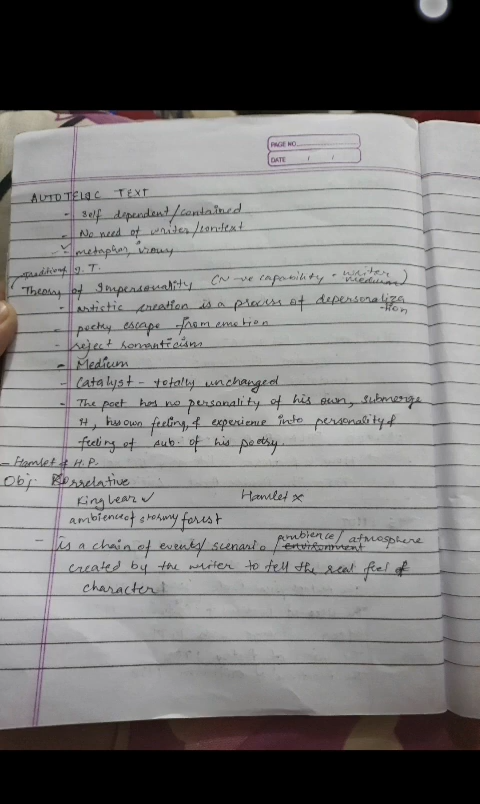 PAGE NO.
DATE / /
AUTOTELIC TEXT
- Self dependent/contained
- No need of writer/context
- metaphor, irony
Tradition & I.T.
Theory of Impersonality (N -ve capability - writer medium)
- artistic creation is a process of depersonaliza
-tion
- poetry escape from emotion
- reject romanticism
- Medium
- Catalyst - totally unchanged
- The poet has no personality of his own, submerge
his own feeling, & experience into personality &
feeling of sub. of his poetry.
- Hamlet & H.P.
Obj: Korrelative
King Lear ✓ Hamlet ×
ambience of stormy forest
- is a chain of events/ scenario / ambience/ atmosphere
environment
created by the writer to tell the real feel of
character.